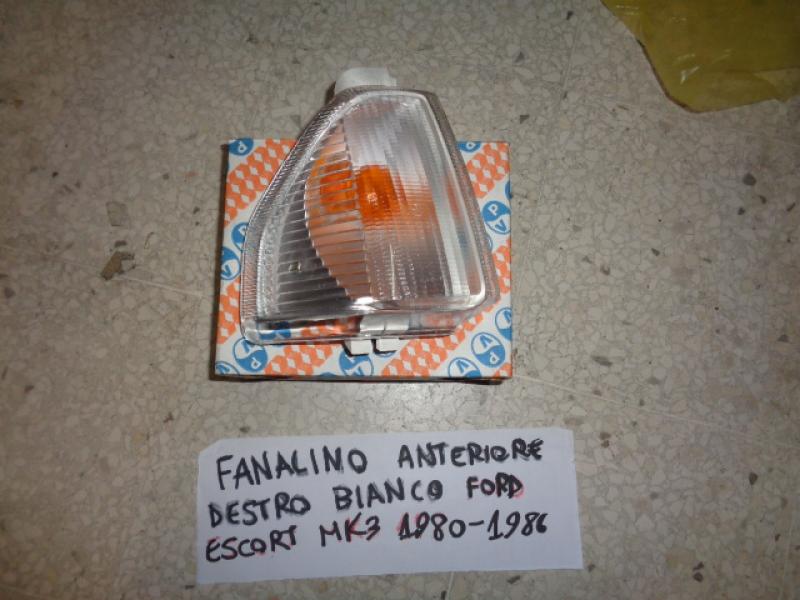 FANALINO ANTERIORE
DESTRO BIANCO FORD
ESCORT MK3 1980-1986